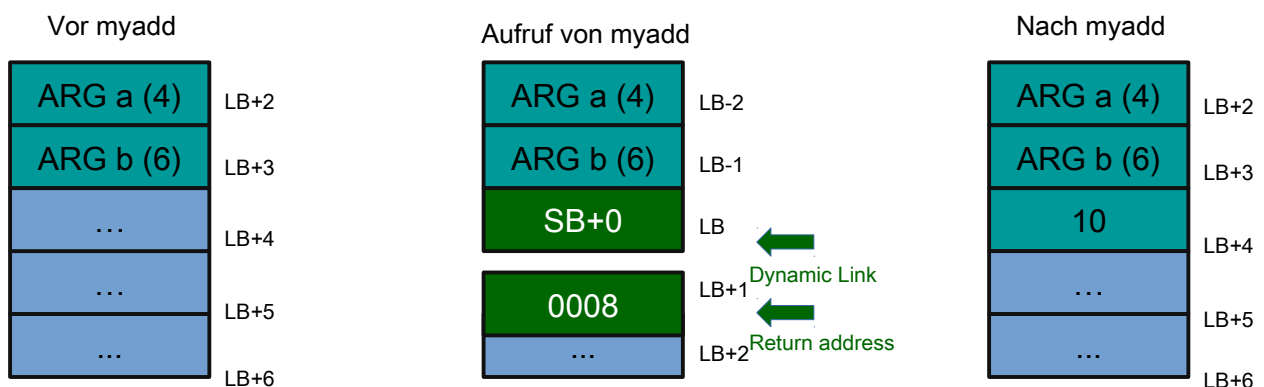 Vor myadd
ARG a (4) LB+2
ARG b (6) LB+3
... LB+4
... LB+5
... LB+6
Aufruf von myadd
ARG a (4) LB-2
ARG b (6) LB-1
SB+0 LB
Dynamic Link
0008 LB+1
Return address
... LB+2
Nach myadd
ARG a (4) LB+2
ARG b (6) LB+3
10 LB+4
... LB+5
... LB+6